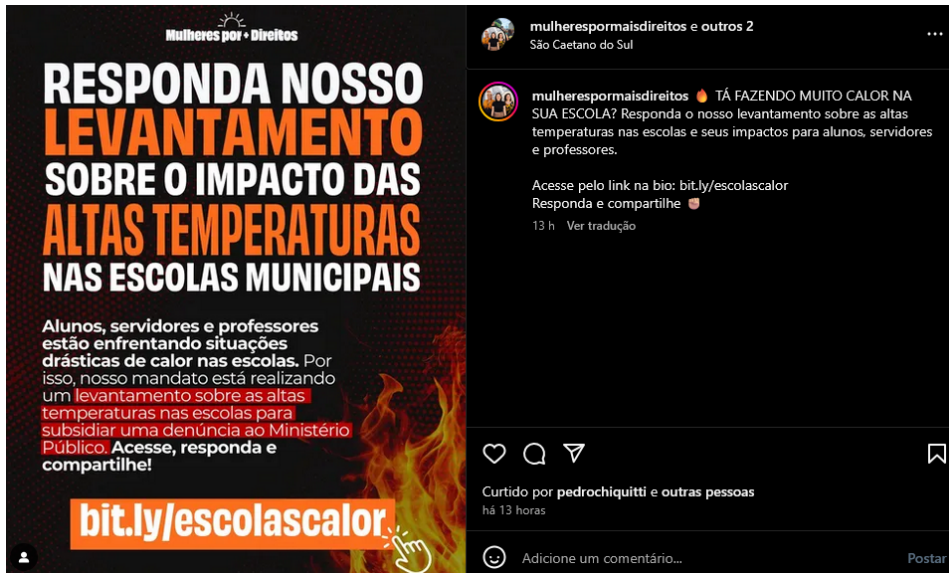 Mulheres por + Direitos
RESPONDA NOSSO
LEVANTAMENTO
SOBRE O IMPACTO DAS
ALTAS TEMPERATURAS
NAS ESCOLAS MUNICIPAIS
Alunos, servidores e professores
estão enfrentando situações
drásticas de calor nas escolas. Por
isso, nosso mandato está realizando
um levantamento sobre as altas
temperaturas nas escolas para
subsidiar uma denúncia ao Ministério
Público. Acesse, responda e
compartilhe!
bit.ly/escolascalor
mulherespormaisdireitos e outros 2
São Caetano do Sul
mulherespormaisdireitos 🔥 TÁ FAZENDO MUITO CALOR NA
SUA ESCOLA? Responda o nosso levantamento sobre as altas
temperaturas nas escolas e seus impactos para alunos, servidores
e professores.
Acesse pelo link na bio: bit.ly/escolascalor
Responda e compartilhe ✊🏼
13 h Ver tradução
Curtido por pedrochiquitti e outras pessoas
há 13 horas
Adicione um comentário...
Postar